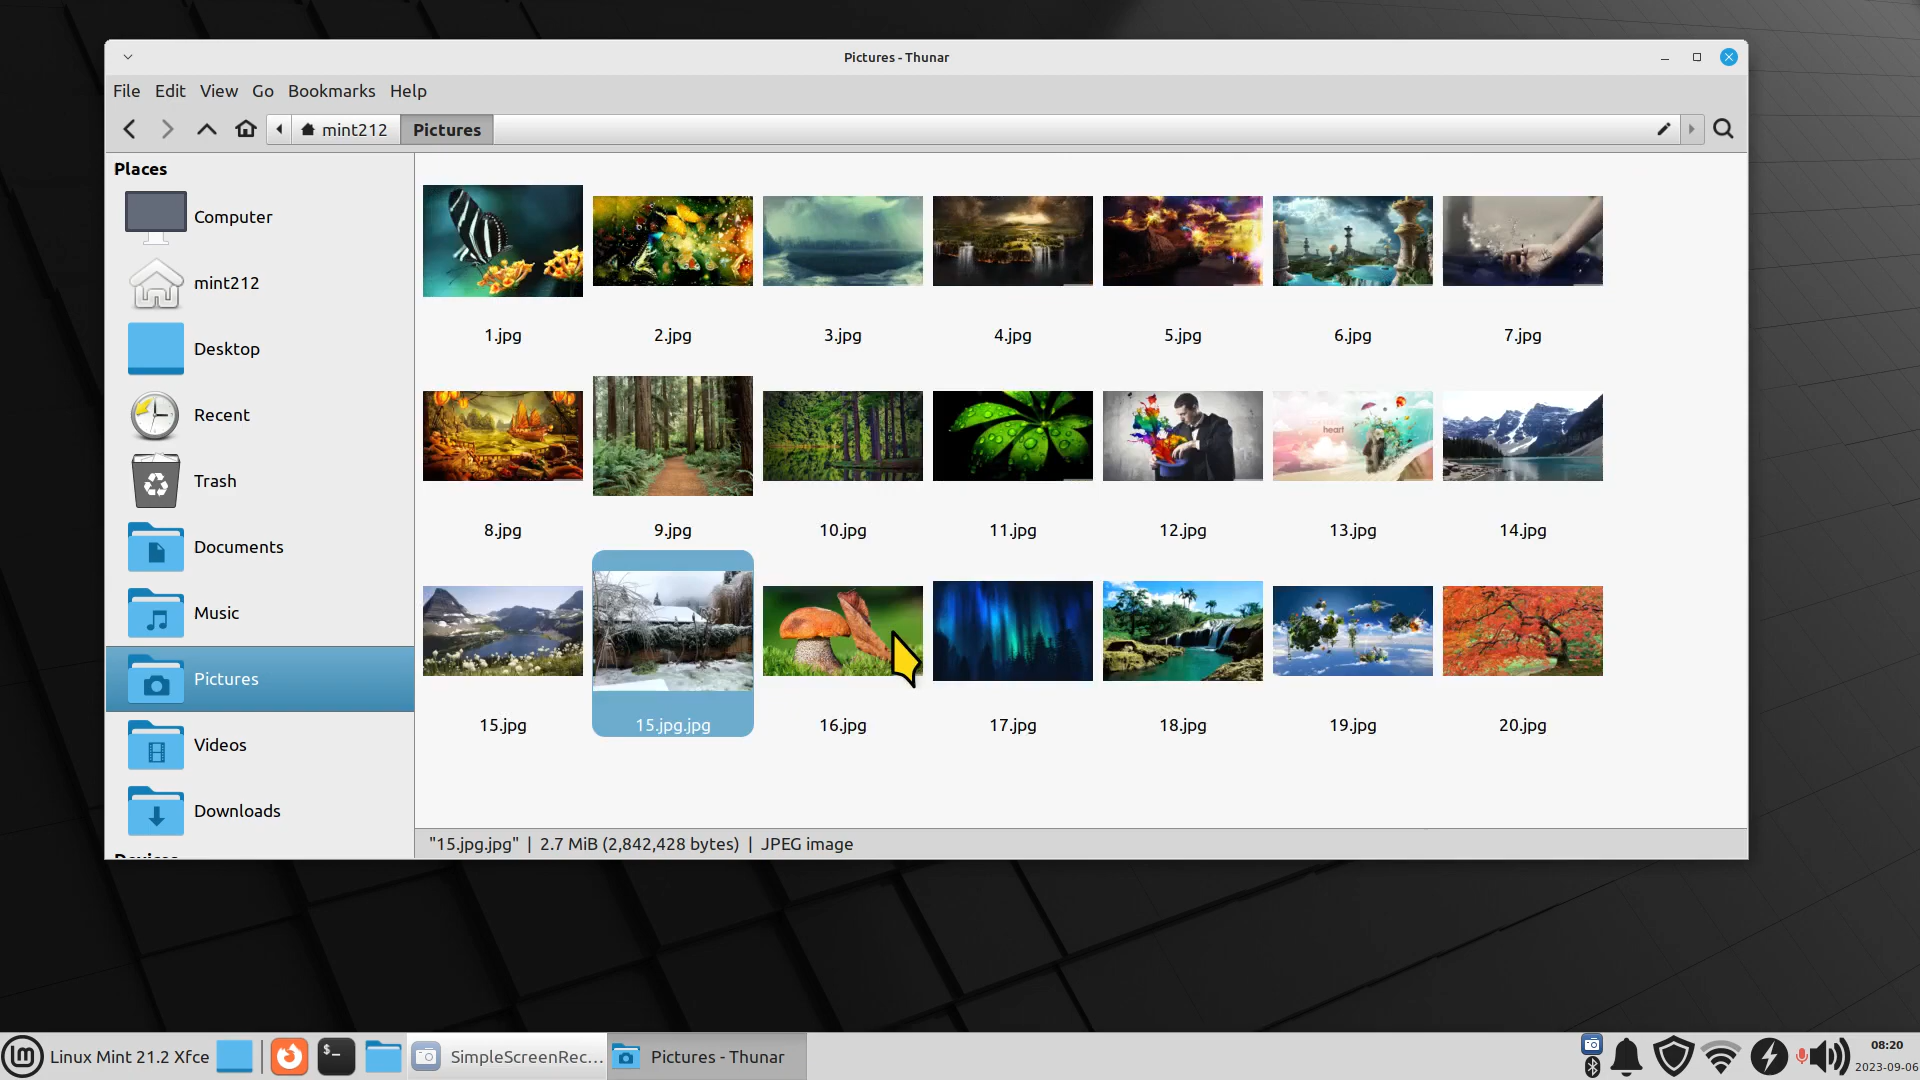 Pictures - Thunar
File Edit View Go Bookmarks Help
mint212 Pictures
Places
Computer
mint212
Desktop
Recent
Trash
Documents
Music
Pictures
Videos
Downloads
1.jpg 2.jpg 3.jpg 4.jpg 5.jpg 6.jpg 7.jpg
heart
8.jpg 9.jpg 10.jpg 11.jpg 12.jpg 13.jpg 14.jpg
15.jpg 15.jpg.jpg 16.jpg 17.jpg 18.jpg 19.jpg 20.jpg
"15.jpg.jpg" | 2.7 MiB (2,842,428 bytes) | JPEG image
Linux Mint 21.2 Xfce $_ SimpleScreenRec... Pictures - Thunar
08:20
2023-09-06